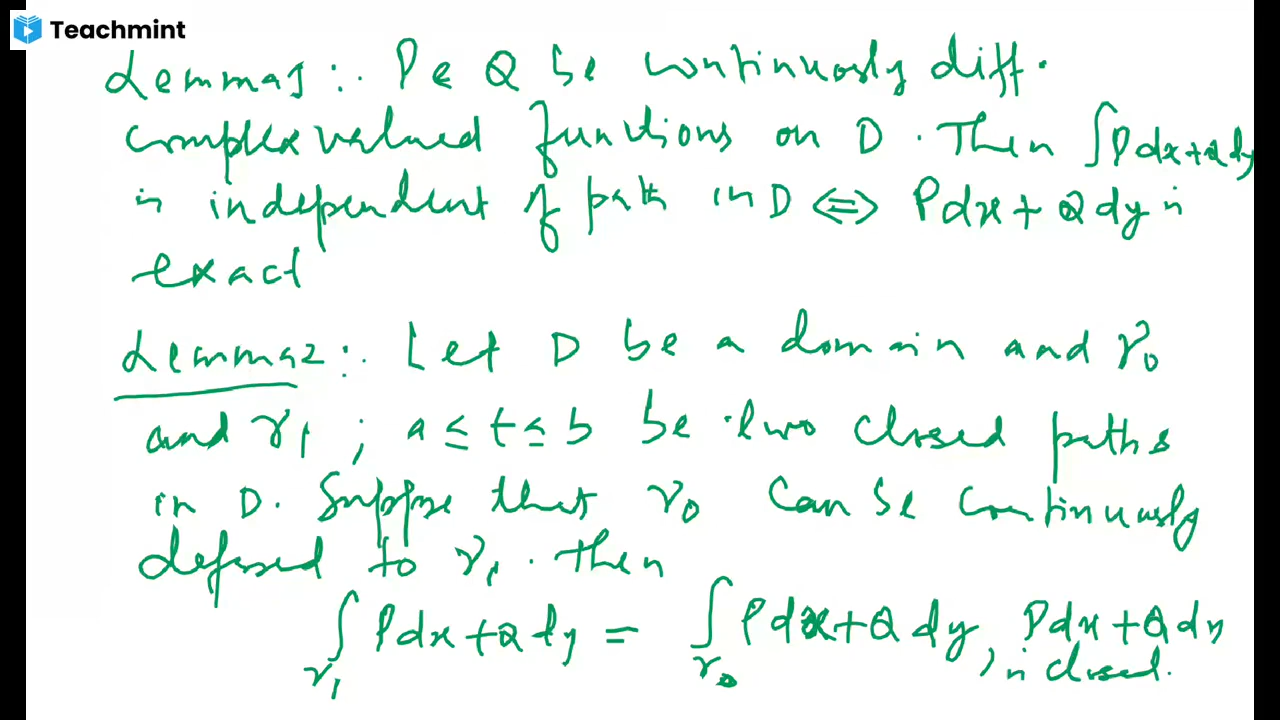 Teachmint
Lemma1 :. P & Q be continuously diff.
complex valued functions on D. Then ∫Pdx+Qdy
is independent of path in D ⇔ Pdx + Qdy is
exact
Lemma2 :. Let D be a domain and γ₀
and γ₁ ; a ≤ t ≤ b be two closed paths
in D. Suppose that γ₀ can be continuously
to γ₁. Then
∫γ₁ Pdx+Qdy = ∫γ₀ Pdx+Qdy, Pdx+Qdy
is closed.